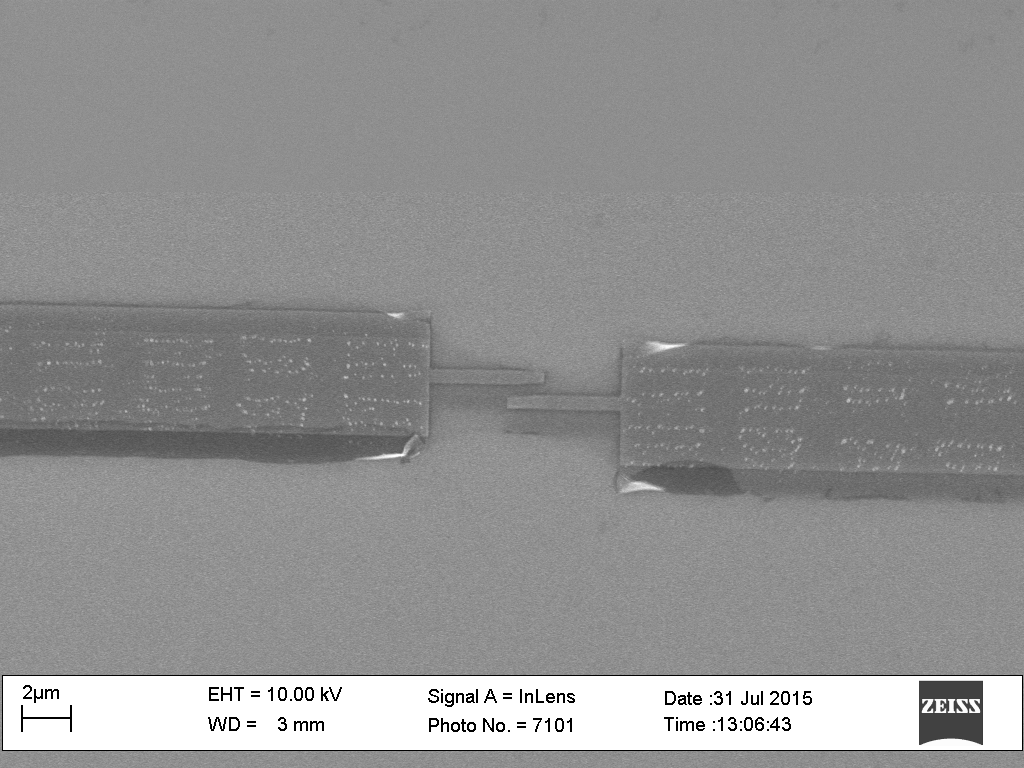 2µm
EHT = 10.00 kV
Signal A = InLens
Date :31 Jul 2015
ZEISS
WD = 3 mm
Photo No. = 7101
Time :13:06:43